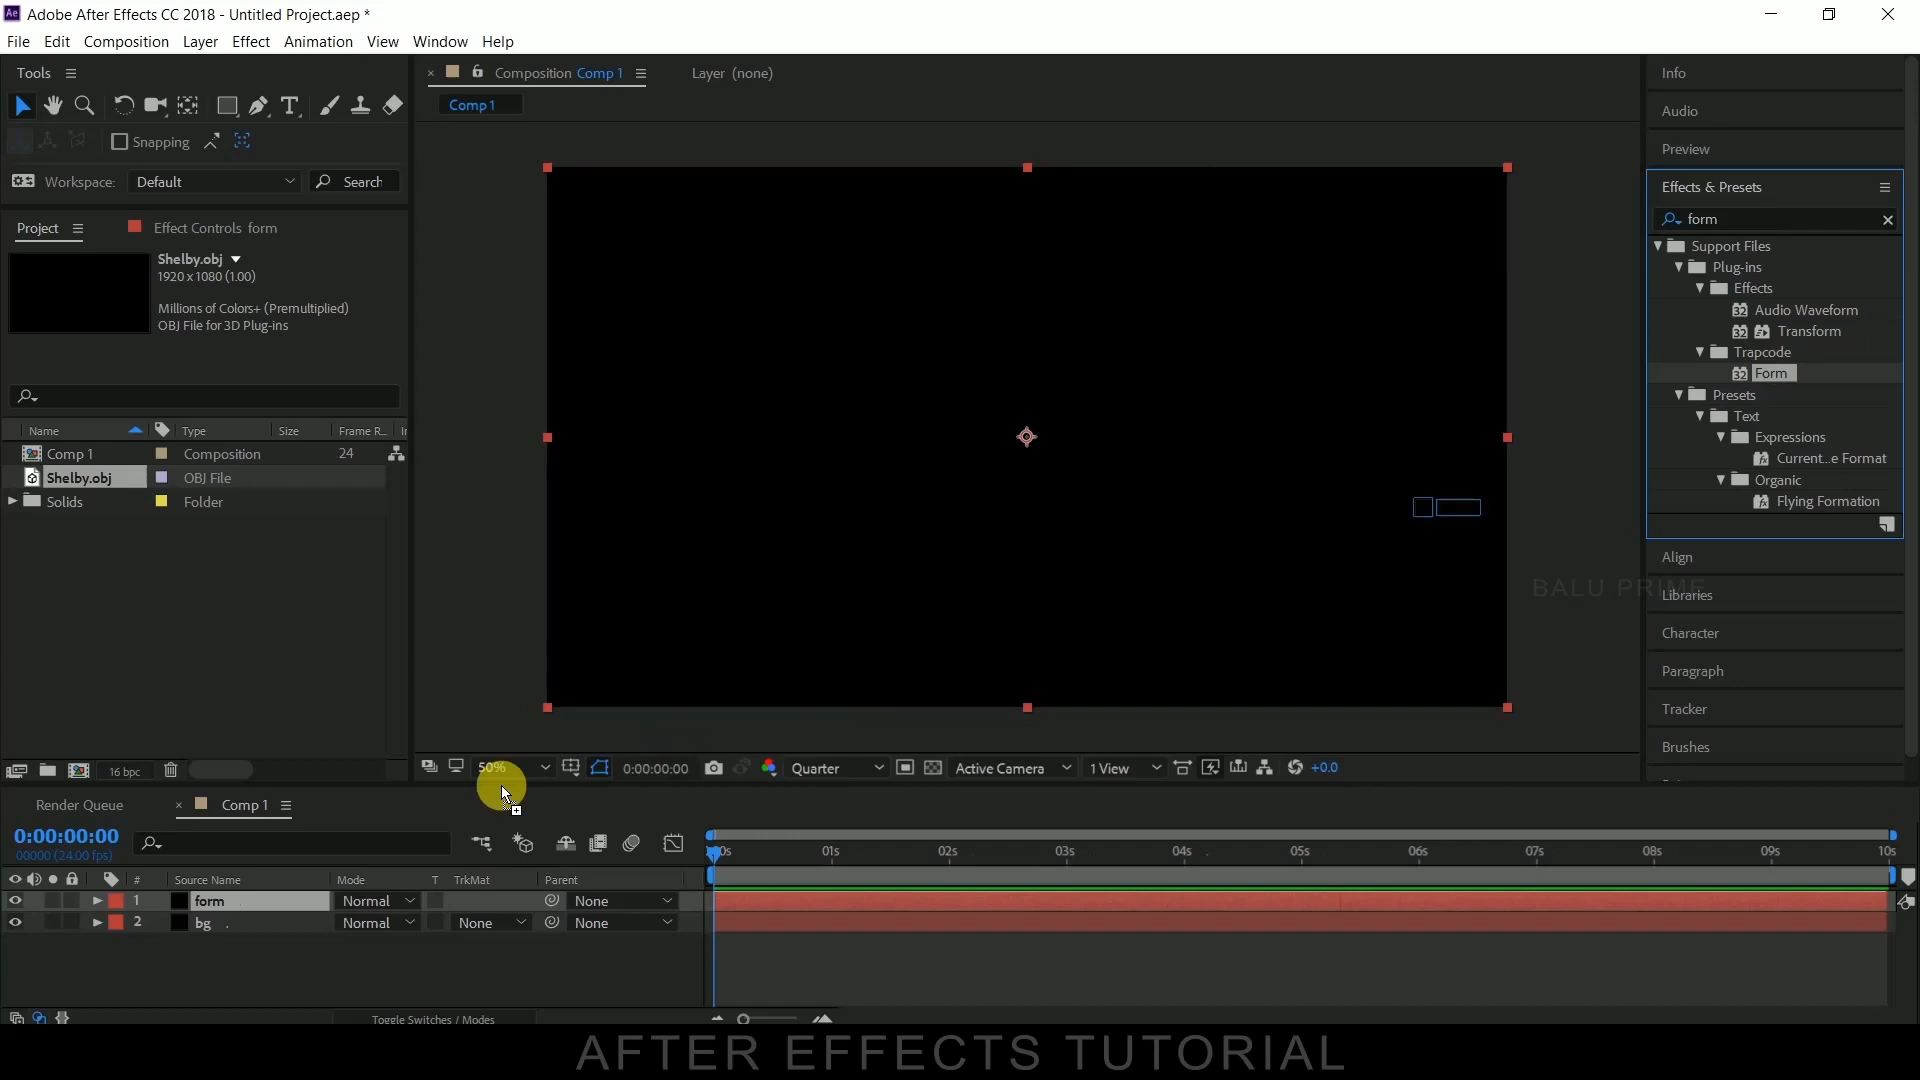 Adobe After Effects CC 2018 - Untitled Project.aep *
File Edit Composition Layer Effect Animation View Window Help
Tools
Snapping
Workspace: Default Search
Project Effect Controls form
Shelby.obj
1920 x 1080 (1.00)
Millions of Colors+ (Premultiplied)
OBJ File for 3D Plug-ins
Name Type Size Frame R...
Comp 1 Composition 24
Shelby.obj OBJ File
Solids Folder
16 bpc
Composition Comp 1 Layer (none)
Comp 1
50% 0:00:00:00 Quarter Active Camera 1 View +0.0
Info
Audio
Preview
Effects & Presets
form
Support Files
Plug-ins
Effects
32 Audio Waveform
32 Transform
Trapcode
32 Form
Presets
Text
Expressions
Current...e Format
Organic
Flying Formation
Align
BALU PRIME
Libraries
Character
Paragraph
Tracker
Brushes
Render Queue Comp 1
0:00:00:00
00000 (24.00 fps)
01s 02s 03s 04s 05s 06s 07s 08s 09s 10s
# Source Name Mode T TrkMat Parent
1 form Normal None
2 bg Normal None None
Toggle Switches / Modes
AFTER EFFECTS TUTORIAL